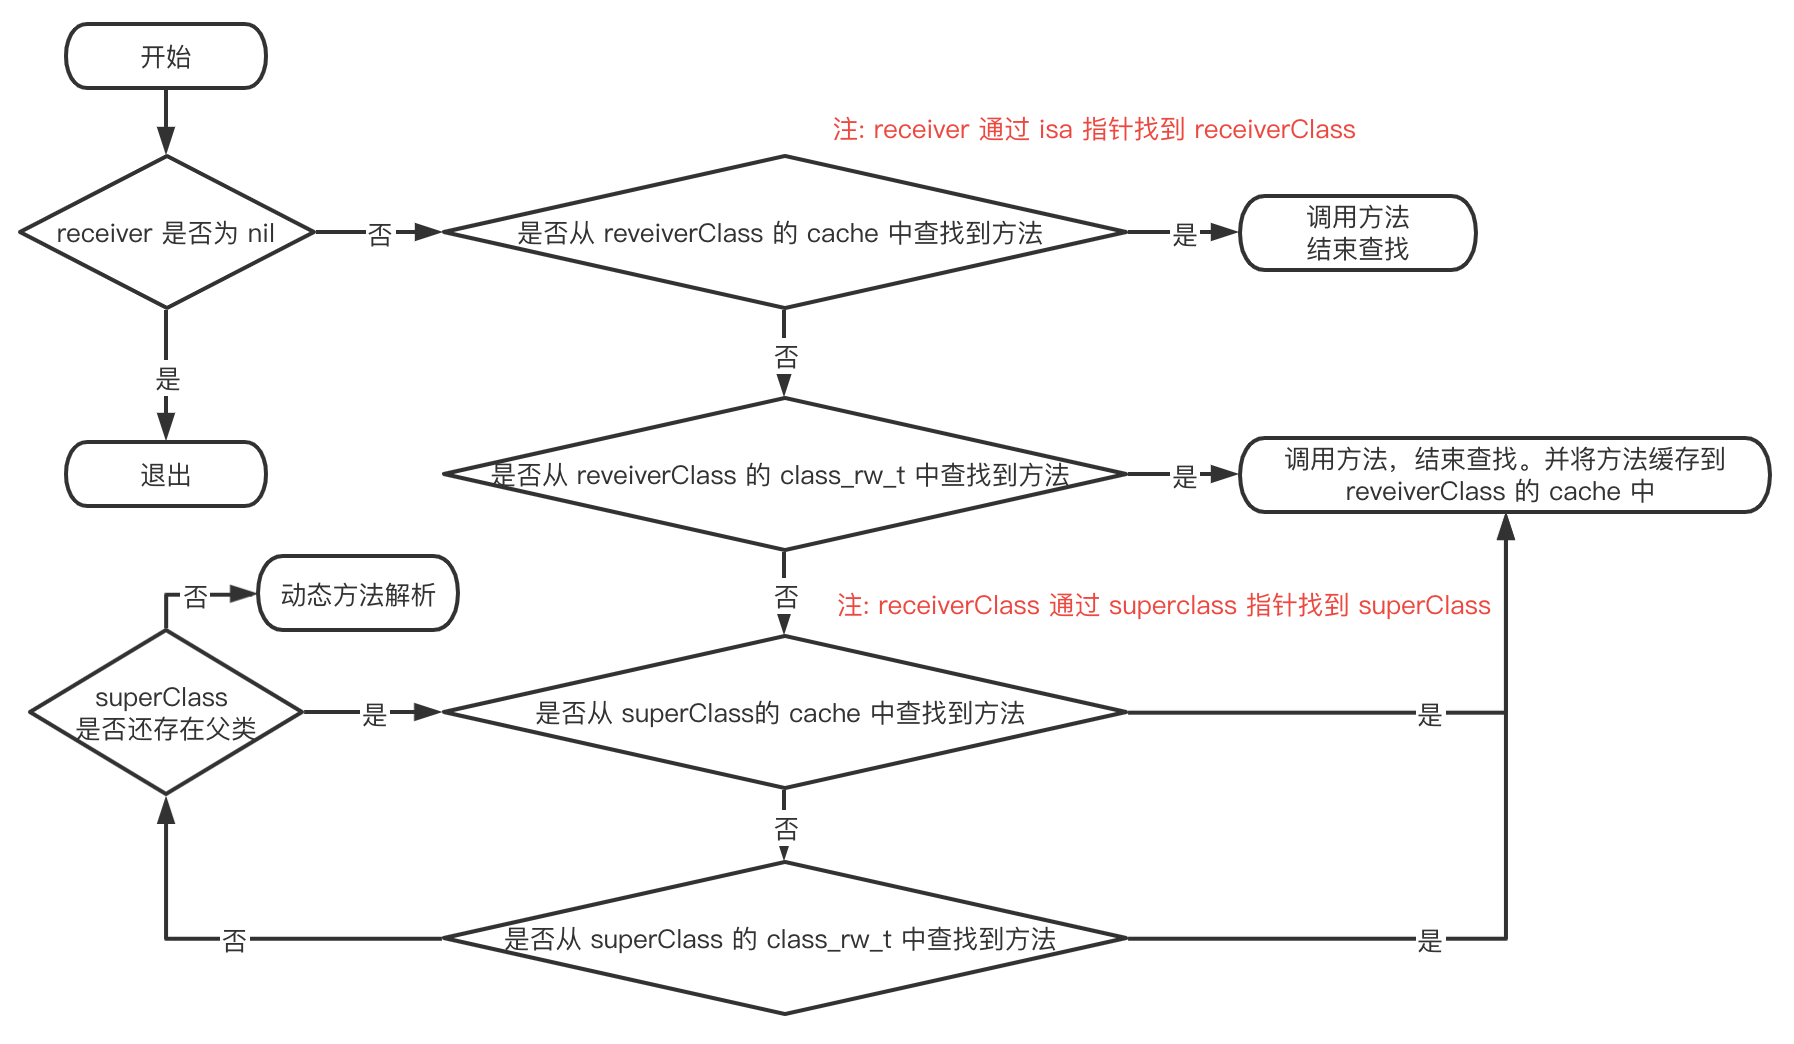 开始
注: receiver 通过 isa 指针找到 receiverClass
receiver 是否为 nil
否
是否从 reveiverClass 的 cache 中查找到方法
是
调用方法
结束查找
否
是
退出
是否从 reveiverClass 的 class_rw_t 中查找到方法
是
调用方法，结束查找。并将方法缓存到
reveiverClass 的 cache 中
否
动态方法解析
否
注: receiverClass 通过 superclass 指针找到 superClass
superClass
是否还存在父类
是
是否从 superClass的 cache 中查找到方法
是
否
否
是否从 superClass 的 class_rw_t 中查找到方法
是